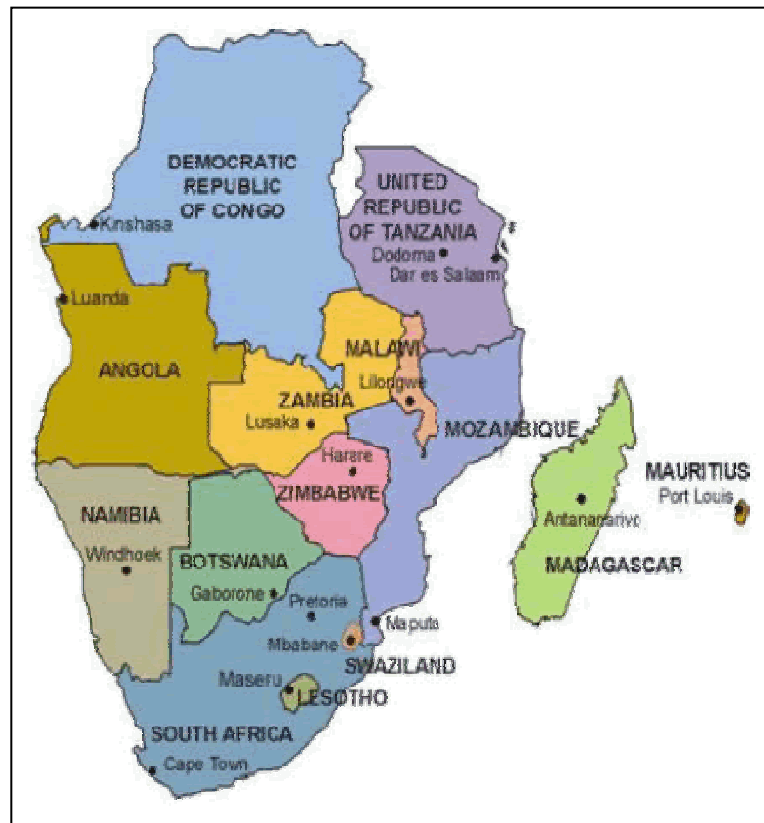 DEMOCRATIC
REPUBLIC
OF CONGO
Kinshasa
UNITED
REPUBLIC
OF TANZANIA
Dodoma
Dar es Salaam
Luanda
ANGOLA
MALAWI
Lilongwe
ZAMBIA
Lusaka
MOZAMBIQUE
Harare
ZIMBABWE
MAURITIUS
Port Louis
NAMIBIA
Windhoek
BOTSWANA
Gaborone
Antananarivo
MADAGASCAR
Pretoria
Maputo
Mbabane
SWAZILAND
Maseru
LESOTHO
SOUTH AFRICA
Cape Town